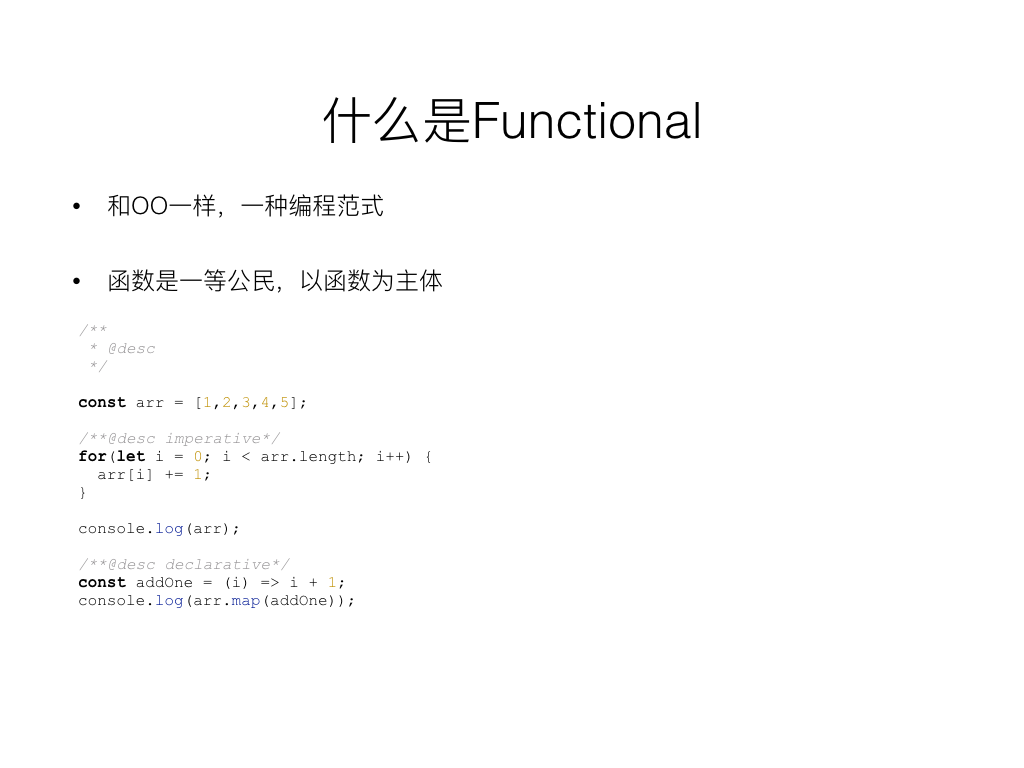 什么是Functional
• 和OO一样，一种编程范式
• 函数是一等公民，以函数为主体
/**
 * @desc
 */
const arr = [1,2,3,4,5];
/**@desc imperative*/
for(let i = 0; i < arr.length; i++) {
  arr[i] += 1;
}
console.log(arr);
/**@desc declarative*/
const addOne = (i) => i + 1;
console.log(arr.map(addOne));